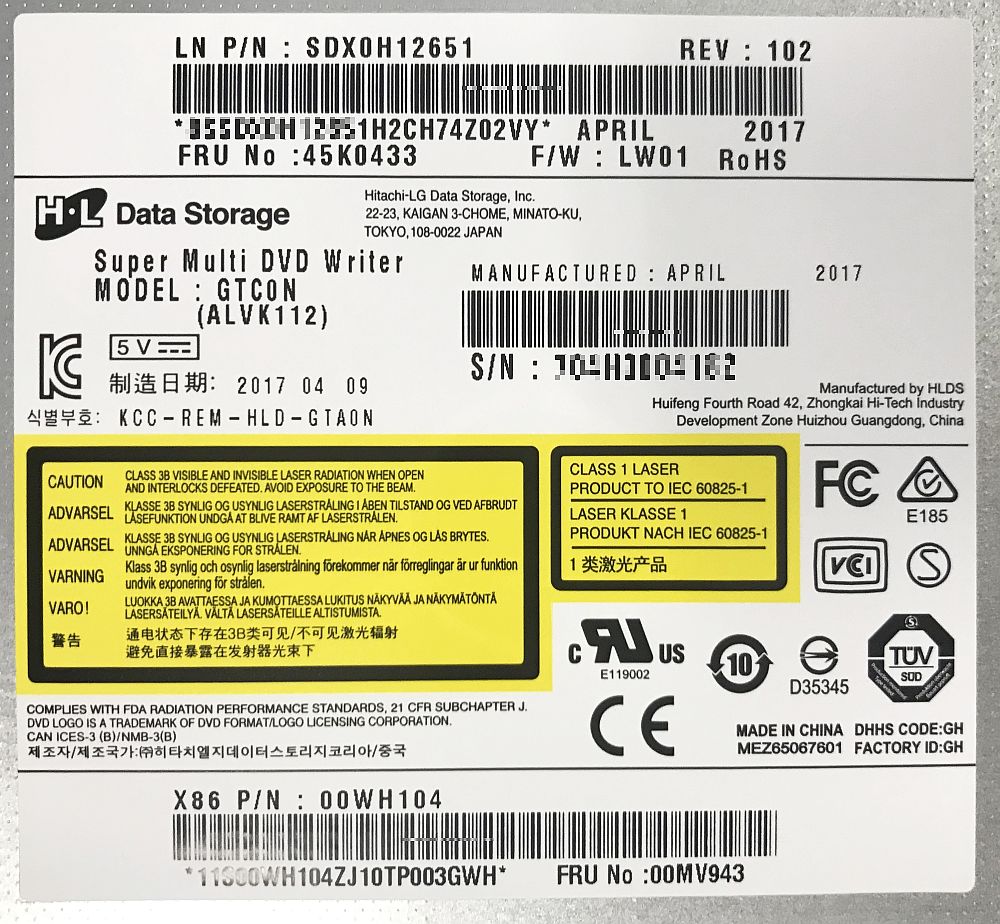 LN P/N : SDX0H12651
REV : 102
1H2CH74Z02VY* APRIL 2017
FRU No :45K0433 F/W : LW01 RoHS
H·L Data Storage
Hitachi-LG Data Storage, Inc.
22-23, KAIGAN 3-CHOME, MINATO-KU,
TOKYO,108-0022 JAPAN
Super Multi DVD Writer
MODEL : GTC0N
(ALVK112)
MANUFACTURED : APRIL 2017
S/N :
5 V
制造日期: 2017 04 09
식별부호: KCC-REM-HLD-GTA0N
Manufactured by HLDS
Huifeng Fourth Road 42, Zhongkai Hi-Tech Industry
Development Zone Huizhou Guangdong, China
CAUTION CLASS 3B VISIBLE AND INVISIBLE LASER RADIATION WHEN OPEN
AND INTERLOCKS DEFEATED. AVOID EXPOSURE TO THE BEAM.
ADVARSEL KLASSE 3B SYNLIG OG USYNLIG LASERSTRÅLING I ÅBEN TILSTAND OG VED AFBRUDT
LÅSEFUNKTION UNDGÅ AT BLIVE RAMT AF LASERSTRÅLEN.
ADVARSEL KLASSE 3B SYNLIG OG USYNLIG LASERSTRÅLING NÅR ÅPNES OG LÅS BRYTES.
UNNGÅ EKSPONERING FOR STRÅLEN.
VARNING Klass 3B synlig och osynlig laserstrålning förekommer när förreglingar är ur funktion
undvik exponering för strålen.
VARO! LUOKKA 3B AVATTAESSA JA KUMOTTAESSA LUKITUS NÄKYVÄÄ JA NÄKYMÄTÖNTÄ
LASERSÄTEILYÄ. VÄLTÄ LASERSÄTEILLE ALTISTUMISTA.
警告 通电状态下存在3B类可见/不可见激光辐射
避免直接暴露在发射器光束下
CLASS 1 LASER
PRODUCT TO IEC 60825-1
LASER KLASSE 1
PRODUKT NACH IEC 60825-1
1 类激光产品
FC
E185
VCI
S
c RU US
E119002
10
D35345
TÜV
SÜD
CE
COMPLIES WITH FDA RADIATION PERFORMANCE STANDARDS, 21 CFR SUBCHAPTER J.
DVD LOGO IS A TRADEMARK OF DVD FORMAT/LOGO LICENSING CORPORATION.
CAN ICES-3 (B)/NMB-3(B)
제조자/제조국가:㈜히타치엘지데이터스토리지코리아/중국
MADE IN CHINA DHHS CODE:GH
MEZ65067601 FACTORY ID:GH
X86 P/N : 00WH104
*11S00WH104ZJ10TP003GWH* FRU No :00MV943